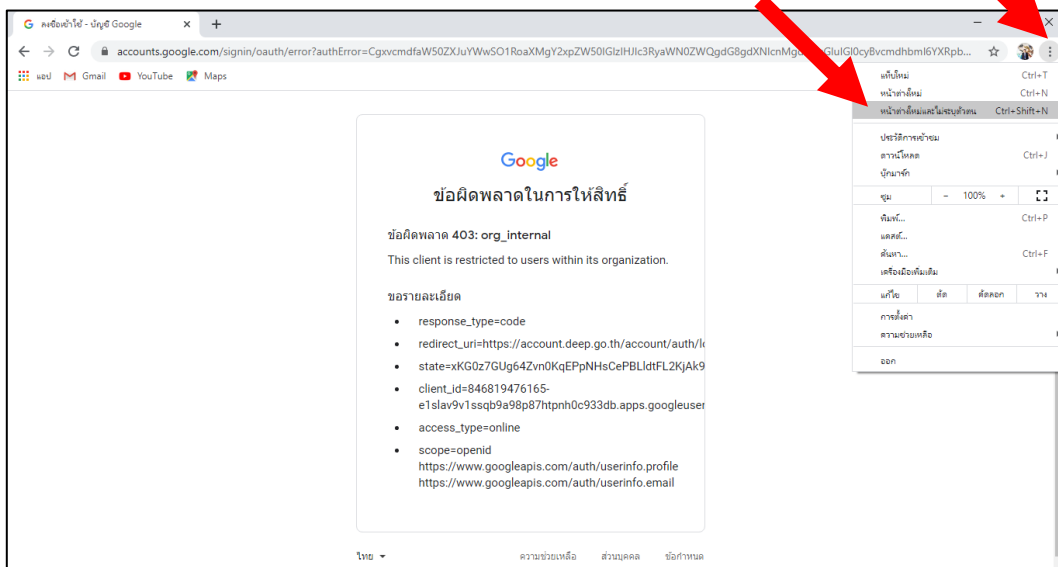 ลงชื่อเข้าใช้ - บัญชี Google
accounts.google.com/signin/oauth/error?authError=
แอป Gmail YouTube Maps
แท็บใหม่ Ctrl+T
หน้าต่างใหม่ Ctrl+N
หน้าต่างใหม่และไม่ระบุตัวตน Ctrl+Shift+N
ประวัติการเข้าชม
ดาวน์โหลด Ctrl+J
บุ๊กมาร์ก
ซูม - 100% +
พิมพ์... Ctrl+P
แคสต์...
ค้นหา... Ctrl+F
เครื่องมือเพิ่มเติม
แก้ไข ตัด คัดลอก วาง
การตั้งค่า
ความช่วยเหลือ
ออก
Google
ข้อผิดพลาดในการให้สิทธิ์
ข้อผิดพลาด 403: org_internal
This client is restricted to users within its organization.
ขอรายละเอียด
• response_type=code
• redirect_uri=https://account.deep.go.th/account/auth/l
• state=xKG0z7GUg64Zvn0KqEPpNHsCePBLldtFL2KjAk9
• client_id=846819476165-
e1slav9v1ssqb9a98p87htpnh0c933db.apps.googleuser
• access_type=online
• scope=openid
https://www.googleapis.com/auth/userinfo.profile
https://www.googleapis.com/auth/userinfo.email
ไทย ความช่วยเหลือ ส่วนบุคคล ข้อกำหนด